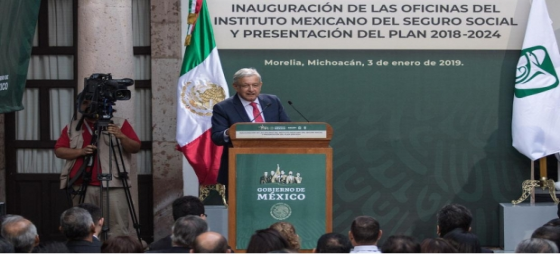 INAUGURACIÓN DE LAS OFICINAS DEL
INSTITUTO MEXICANO DEL SEGURO SOCIAL
Y PRESENTACIÓN DEL PLAN 2018-2024
Morelia, Michoacán, 3 de enero de 2019.
GOBIERNO DE
MÉXICO